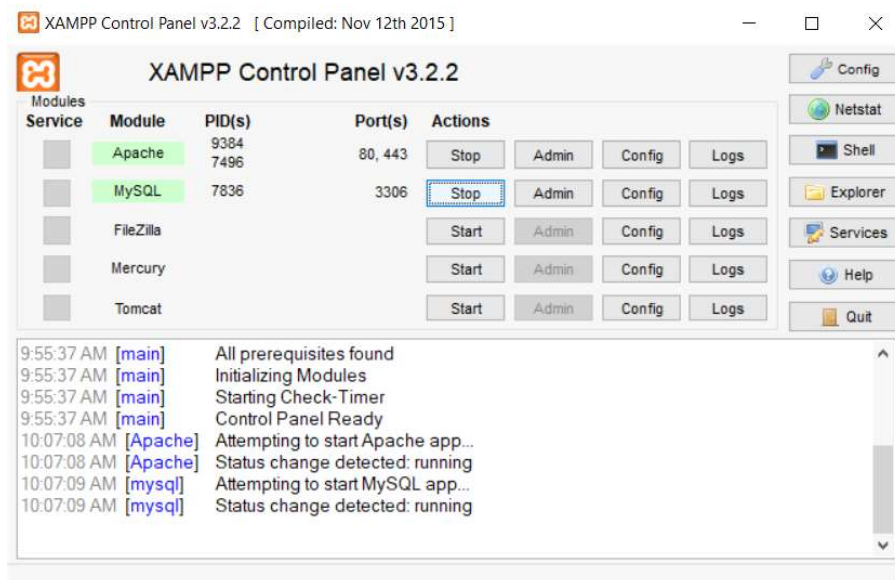 XAMPP Control Panel v3.2.2 [ Compiled: Nov 12th 2015 ]
XAMPP Control Panel v3.2.2
Config
Modules
Service Module PID(s) Port(s) Actions
Netstat
Apache 9384 7496 80, 443 Stop Admin Config Logs
Shell
MySQL 7836 3306 Stop Admin Config Logs
Explorer
FileZilla Start Admin Config Logs
Services
Mercury Start Admin Config Logs
Help
Tomcat Start Admin Config Logs
Quit
9:55:37 AM [main] All prerequisites found
9:55:37 AM [main] Initializing Modules
9:55:37 AM [main] Starting Check-Timer
9:55:37 AM [main] Control Panel Ready
10:07:08 AM [Apache] Attempting to start Apache app...
10:07:08 AM [Apache] Status change detected: running
10:07:09 AM [mysql] Attempting to start MySQL app...
10:07:09 AM [mysql] Status change detected: running